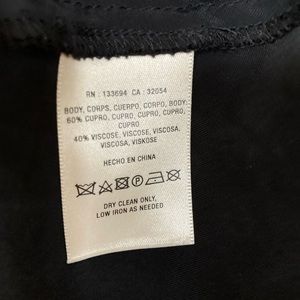 RN : 133694 CA : 32054
BODY, CORPS, CUERPO, CORPO, BODY:
60% CUPRO, CUPRO, CUPRO, CUPRO,
CUPRO
40% VISCOSE, VISCOSE, VISCOSA,
VISCOSA, VISKOSE
HECHO EN CHINA
P
DRY CLEAN ONLY,
LOW IRON AS NEEDED.